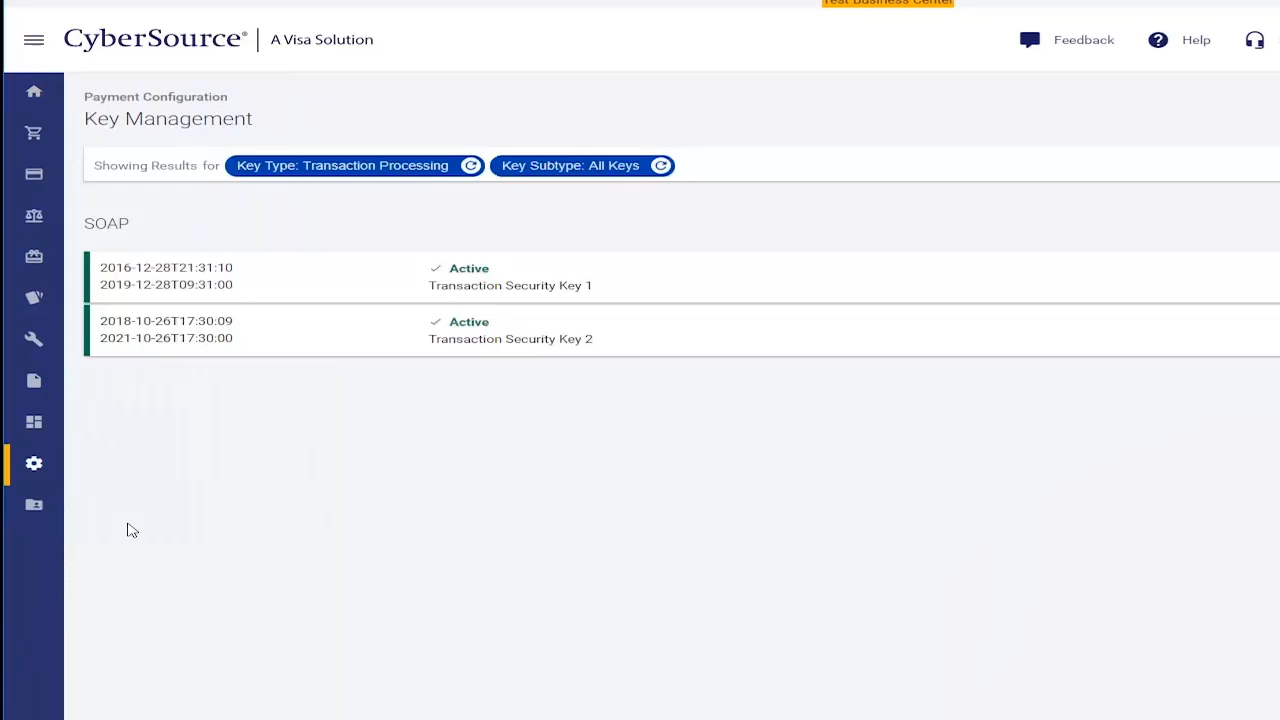 Test Business Center
CyberSource® A Visa Solution
Feedback
Help
Payment Configuration
Key Management
Showing Results for Key Type: Transaction Processing Key Subtype: All Keys
SOAP
2016-12-28T21:31:10 Active
2019-12-28T09:31:00 Transaction Security Key 1
2018-10-26T17:30:09 Active
2021-10-26T17:30:00 Transaction Security Key 2